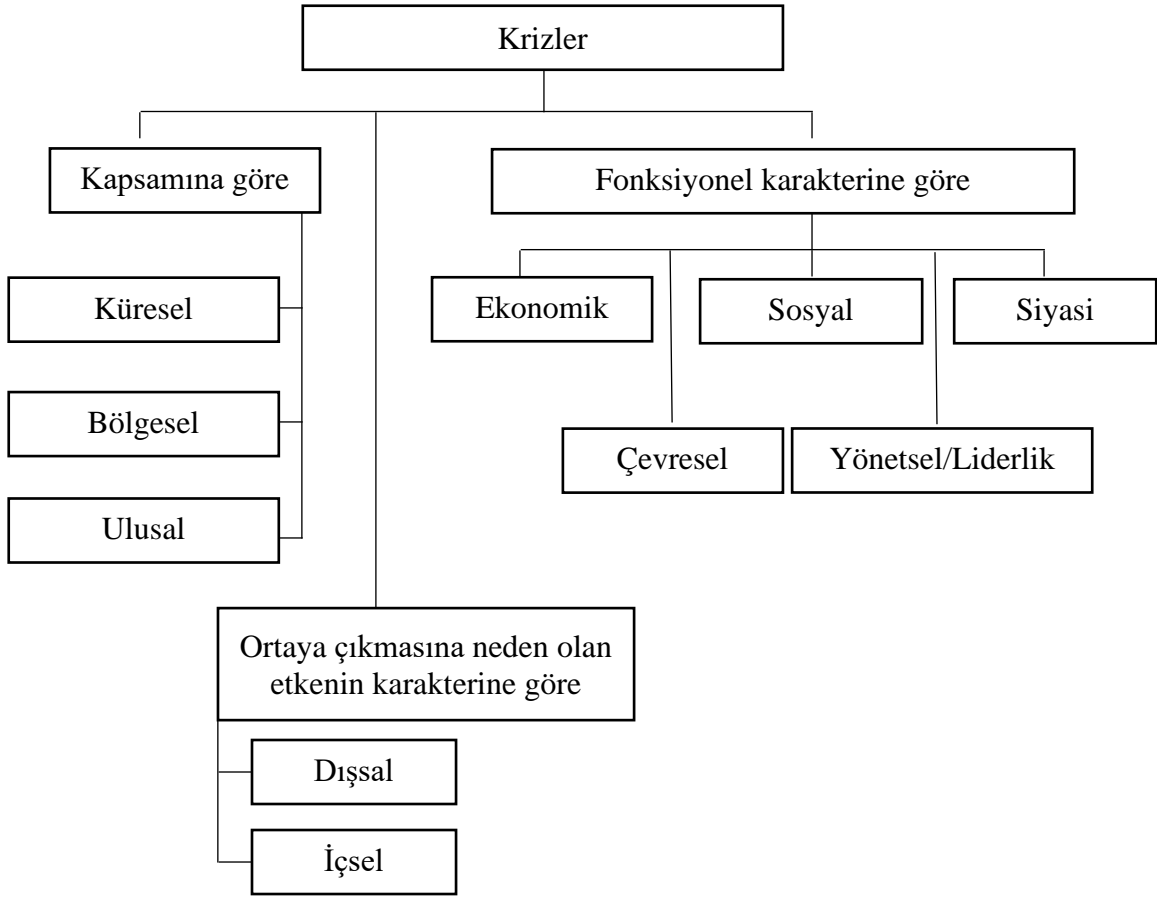 Krizler
Kapsamına göre
Fonksiyonel karakterine göre
Küresel
Bölgesel
Ulusal
Ekonomik
Sosyal
Siyasi
Çevresel
Yönetsel/Liderlik
Ortaya çıkmasına neden olan
etkenin karakterine göre
Dışsal
İçsel